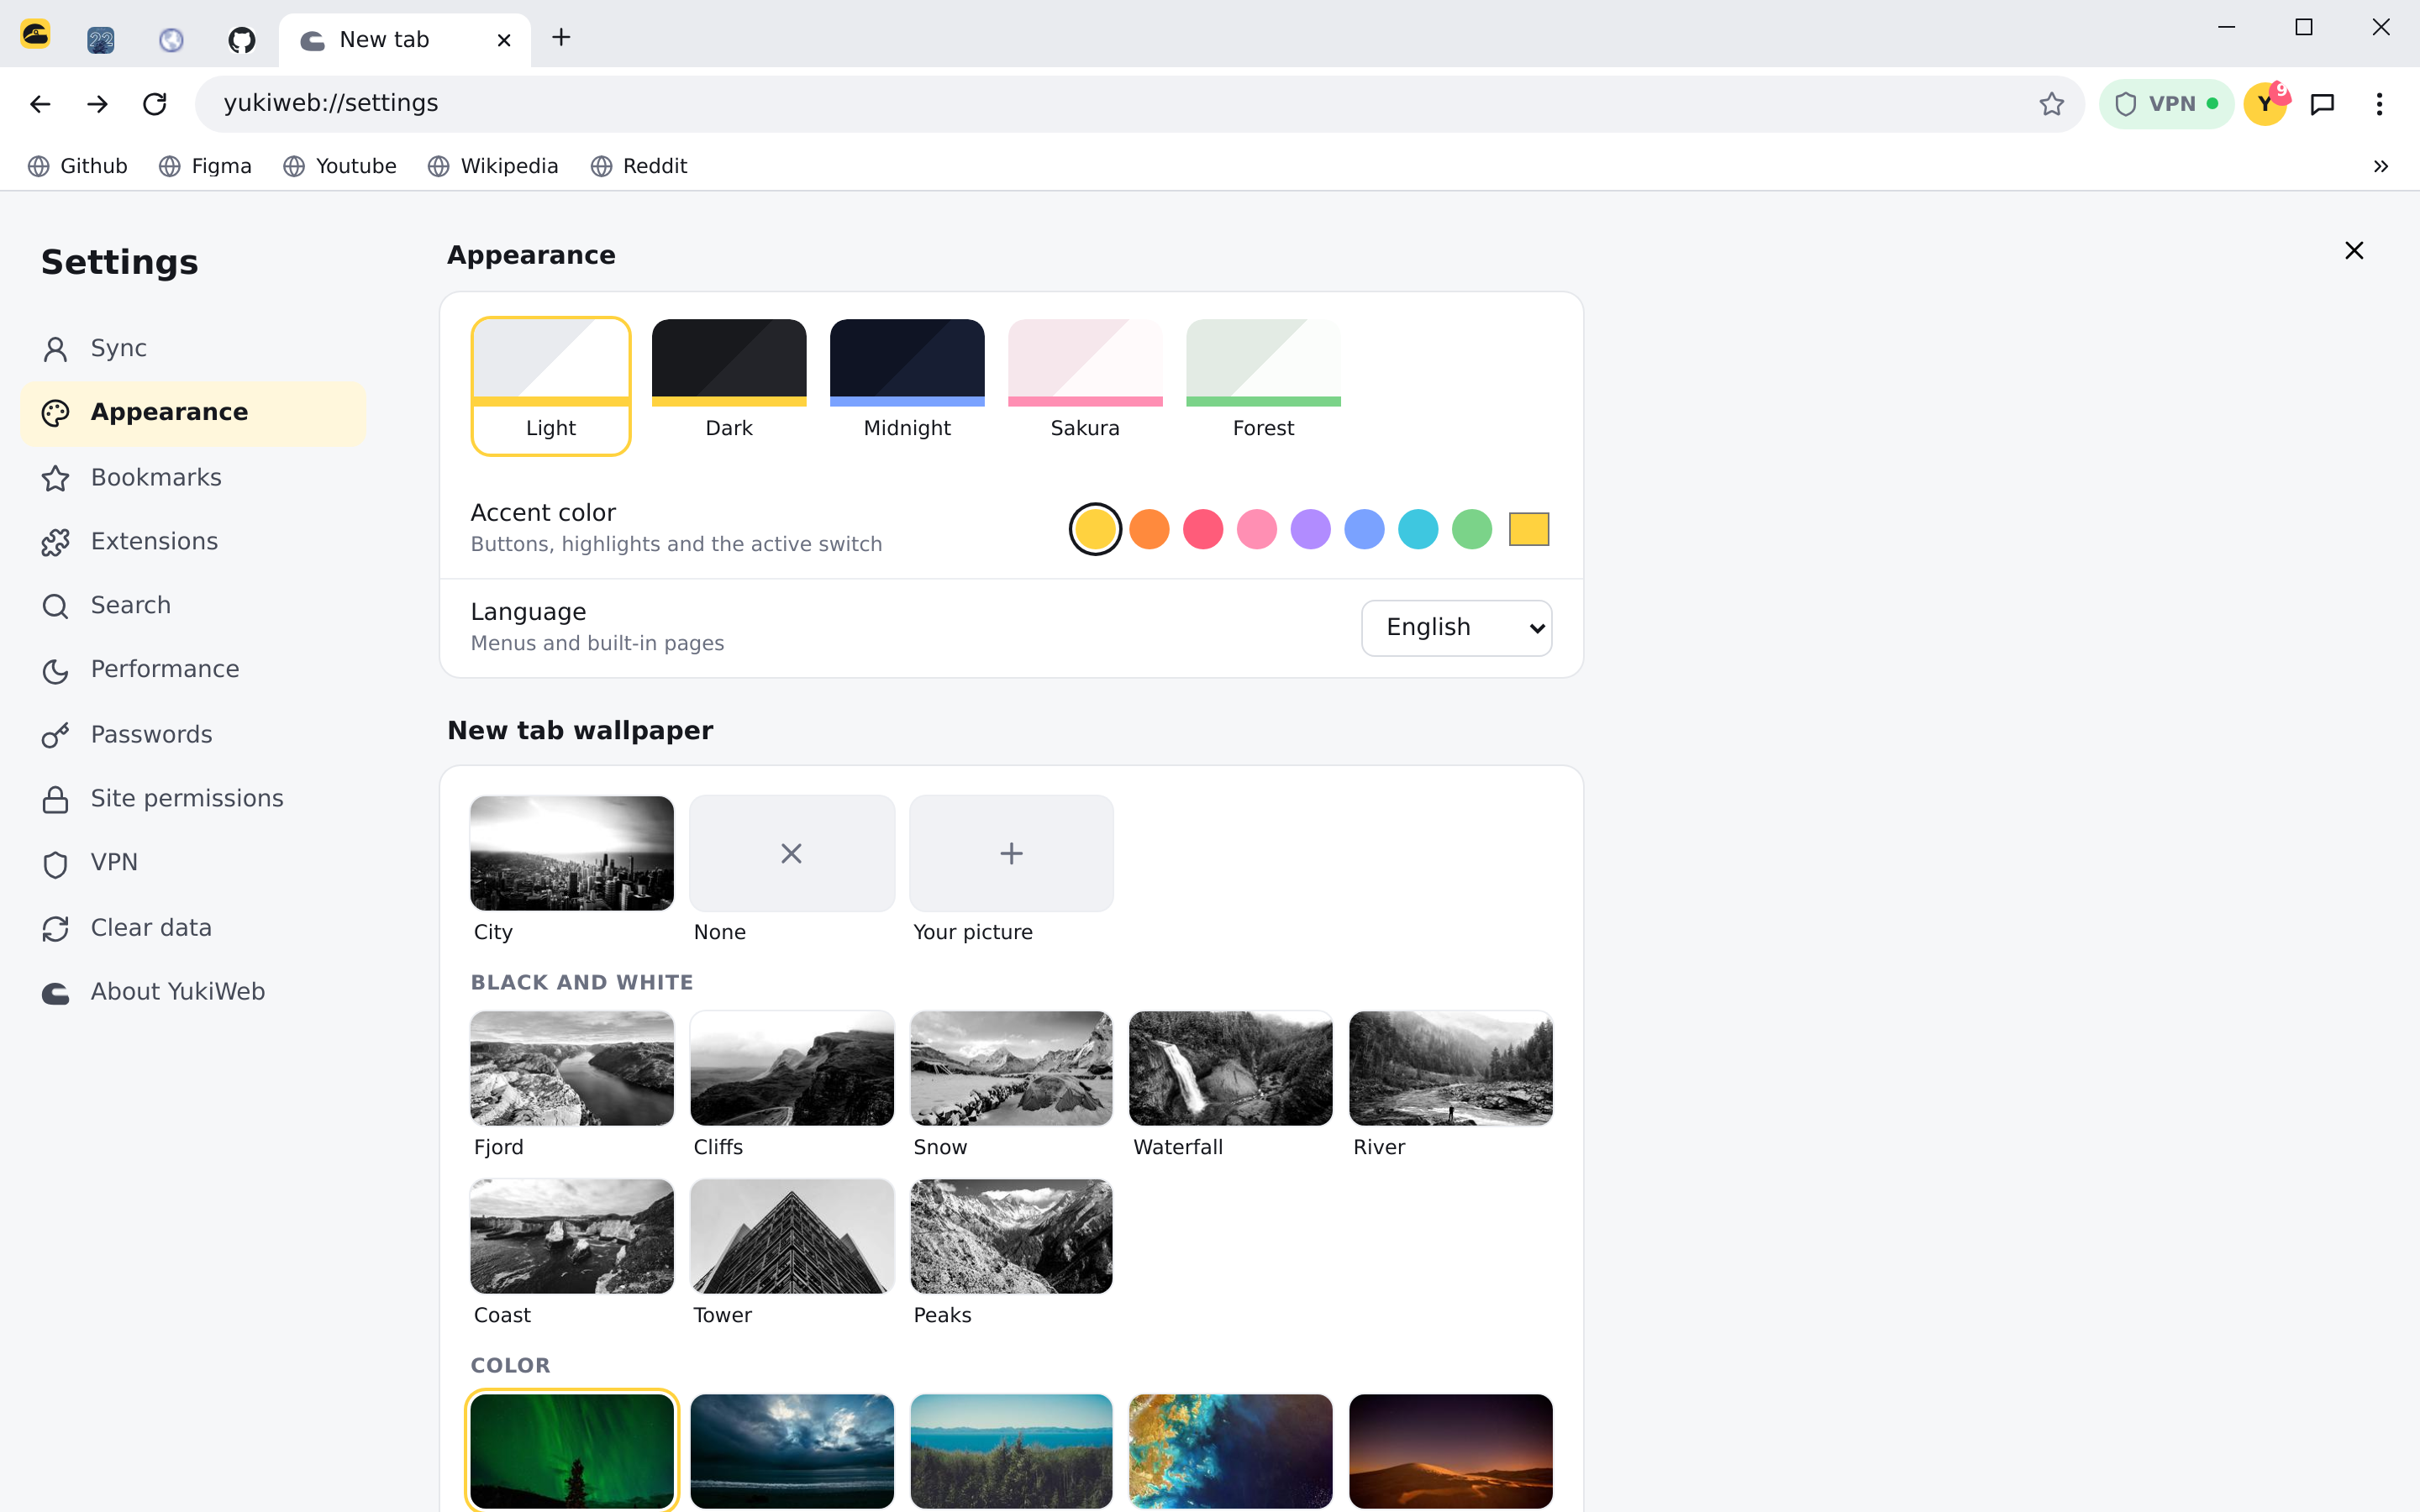 22
New tab
yukiweb://settings
VPN
Y
9
Github
Figma
Youtube
Wikipedia
Reddit
Settings
Sync
Appearance
Bookmarks
Extensions
Search
Performance
Passwords
Site permissions
VPN
Clear data
About YukiWeb
Appearance
Light
Dark
Midnight
Sakura
Forest
Accent color
Buttons, highlights and the active switch
Language
Menus and built-in pages
English
New tab wallpaper
City
None
Your picture
BLACK AND WHITE
Fjord
Cliffs
Snow
Waterfall
River
Coast
Tower
Peaks
COLOR